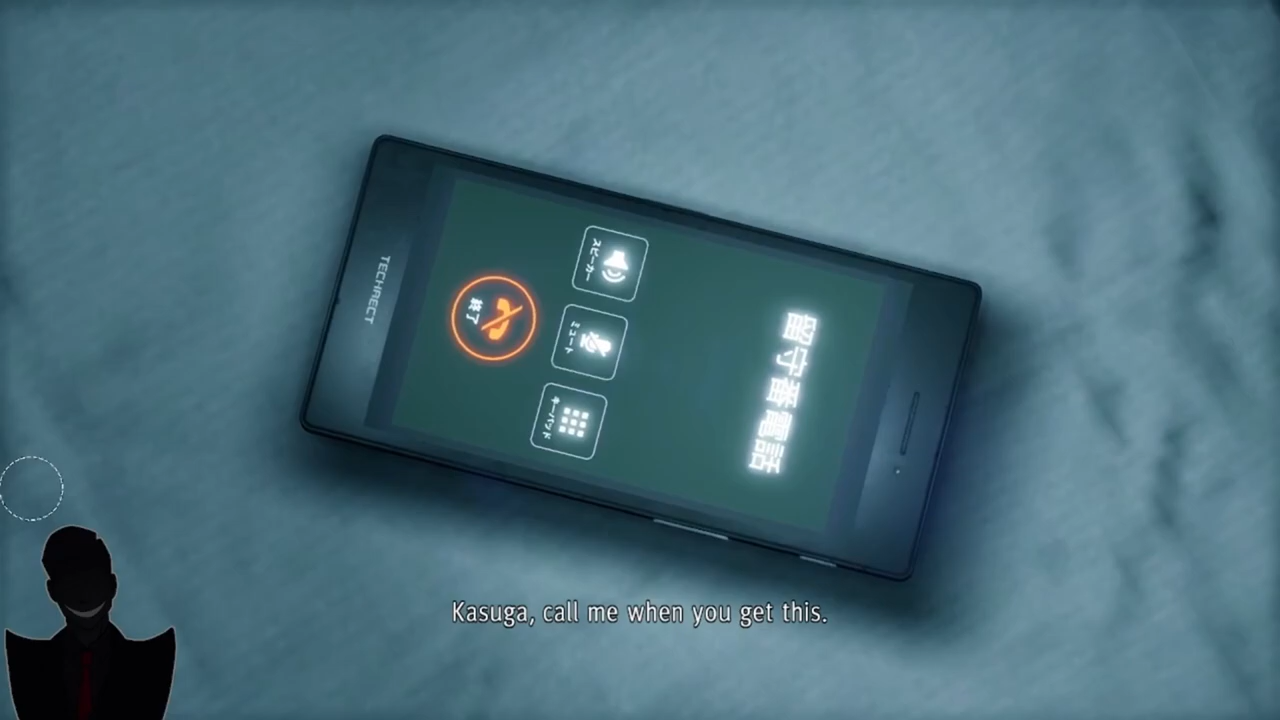 留守番電話
スピーカー
ミュート
キーパッド
終了
TECHRECT
Kasuga, call me when you get this.